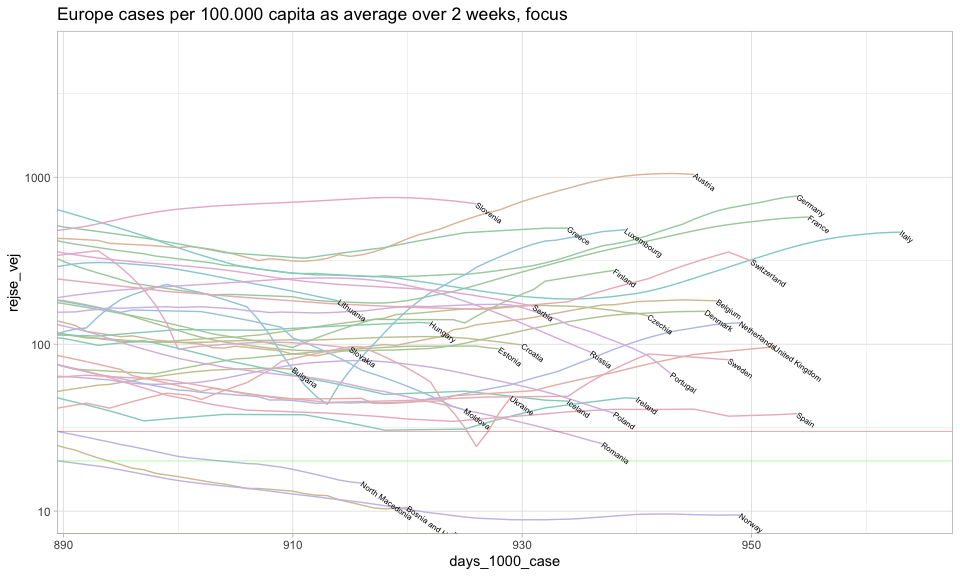 Europe cases per 100.000 capita as average over 2 weeks, focus
rejse_vej
1000
100
10
Austria
Germany
Slovenia
France
Greece
Luxembourg
Italy
Finland
Switzerland
Lithuania
Serbia
Belgium
Denmark
Netherlands
Czechia
Hungary
United Kingdom
Slovakia
Estonia
Croatia
Russia
Sweden
Bulgaria
Portugal
Moldova
Ukraine
Iceland
Ireland
Poland
Spain
Romania
North Macedonia
Bosnia and
Norway
890
910
930
950
days_1000_case